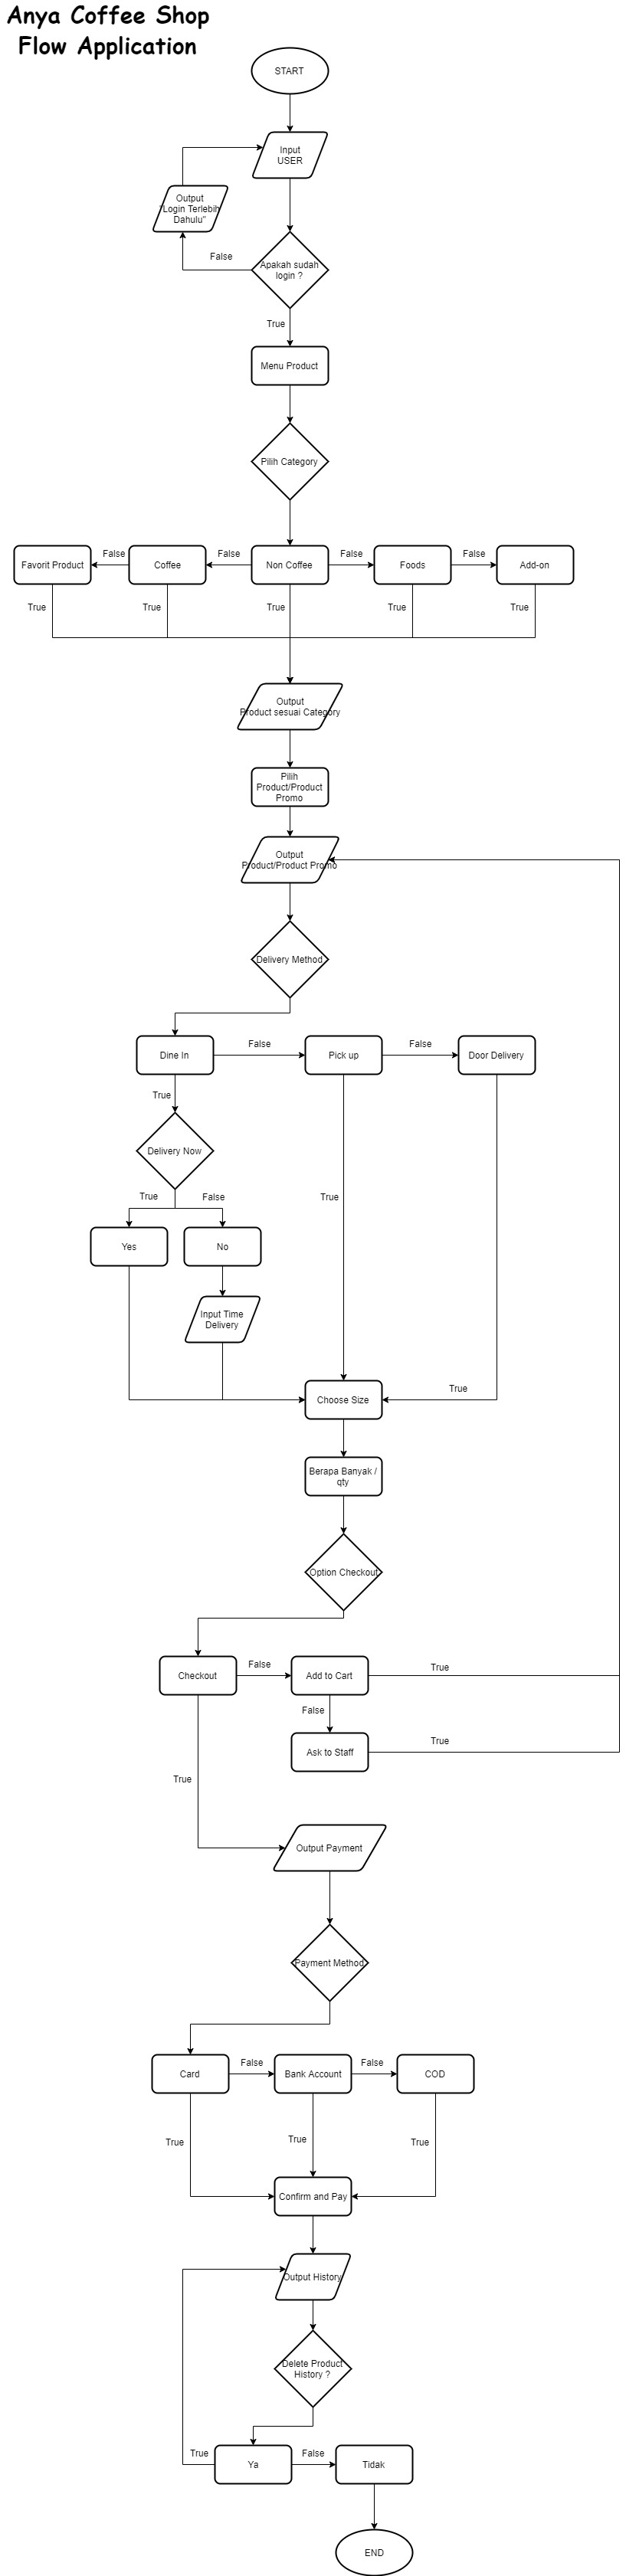 Anya Coffee Shop
Flow Application
START
Input
USER
Output
"Login Terlebih
Dahulu"
False
Apakah sudah
login ?
True
Menu Product
Pilih Category
Favorit Product
False
Coffee
False
Non Coffee
False
Foods
False
Add-on
True
True
True
True
True
Output
Product sesuai Category
Pilih
Product/Product
Promo
Output
Product/Product Promo
Delivery Method
Dine In
False
Pick up
False
Door Delivery
True
Delivery Now
True
False
True
Yes
No
Input Time
Delivery
Choose Size
True
Berapa Banyak /
qty
Option Checkout
Checkout
False
Add to Cart
True
False
Ask to Staff
True
True
Output Payment
Payment Method
Card
False
Bank Account
False
COD
True
True
True
Confirm and Pay
Output History
Delete Product
History ?
True
Ya
False
Tidak
END